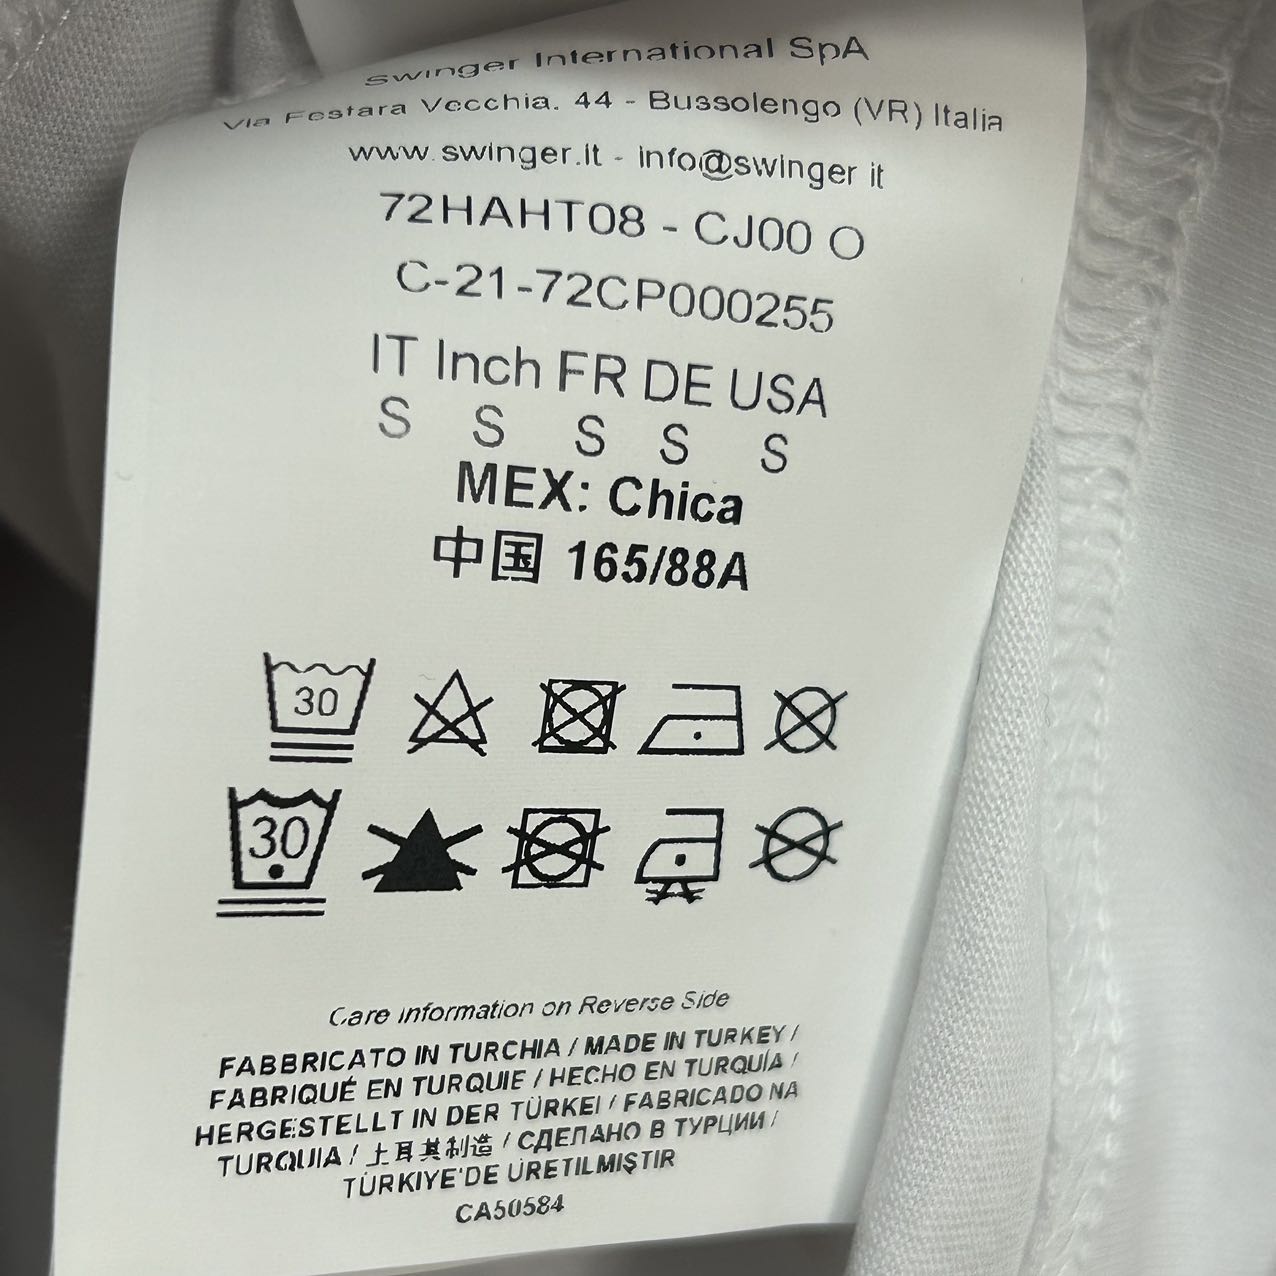 Swinger International SpA
Via Festara Vecchia. 44 - Bussolengo (VR) Italia
www.swinger.it - info@swinger it
72HAHT08 - CJ00 O
C-21-72CP000255
IT Inch FR DE USA
S S S S S
MEX: Chica
中国 165/88A
30
30
Care information on Reverse Side
FABBRICATO IN TURCHIA / MADE IN TURKEY /
FABRIQUÉ EN TURQUIE / HECHO EN TURQUÍA /
HERGESTELLT IN DER TÜRKEI / FABRICADO NA
TURQUIA / 土耳其制造 / СДЕЛАНО В ТУРЦИИ /
TÜRKIYE'DE ÜRETILMIŞTIR
CA50584